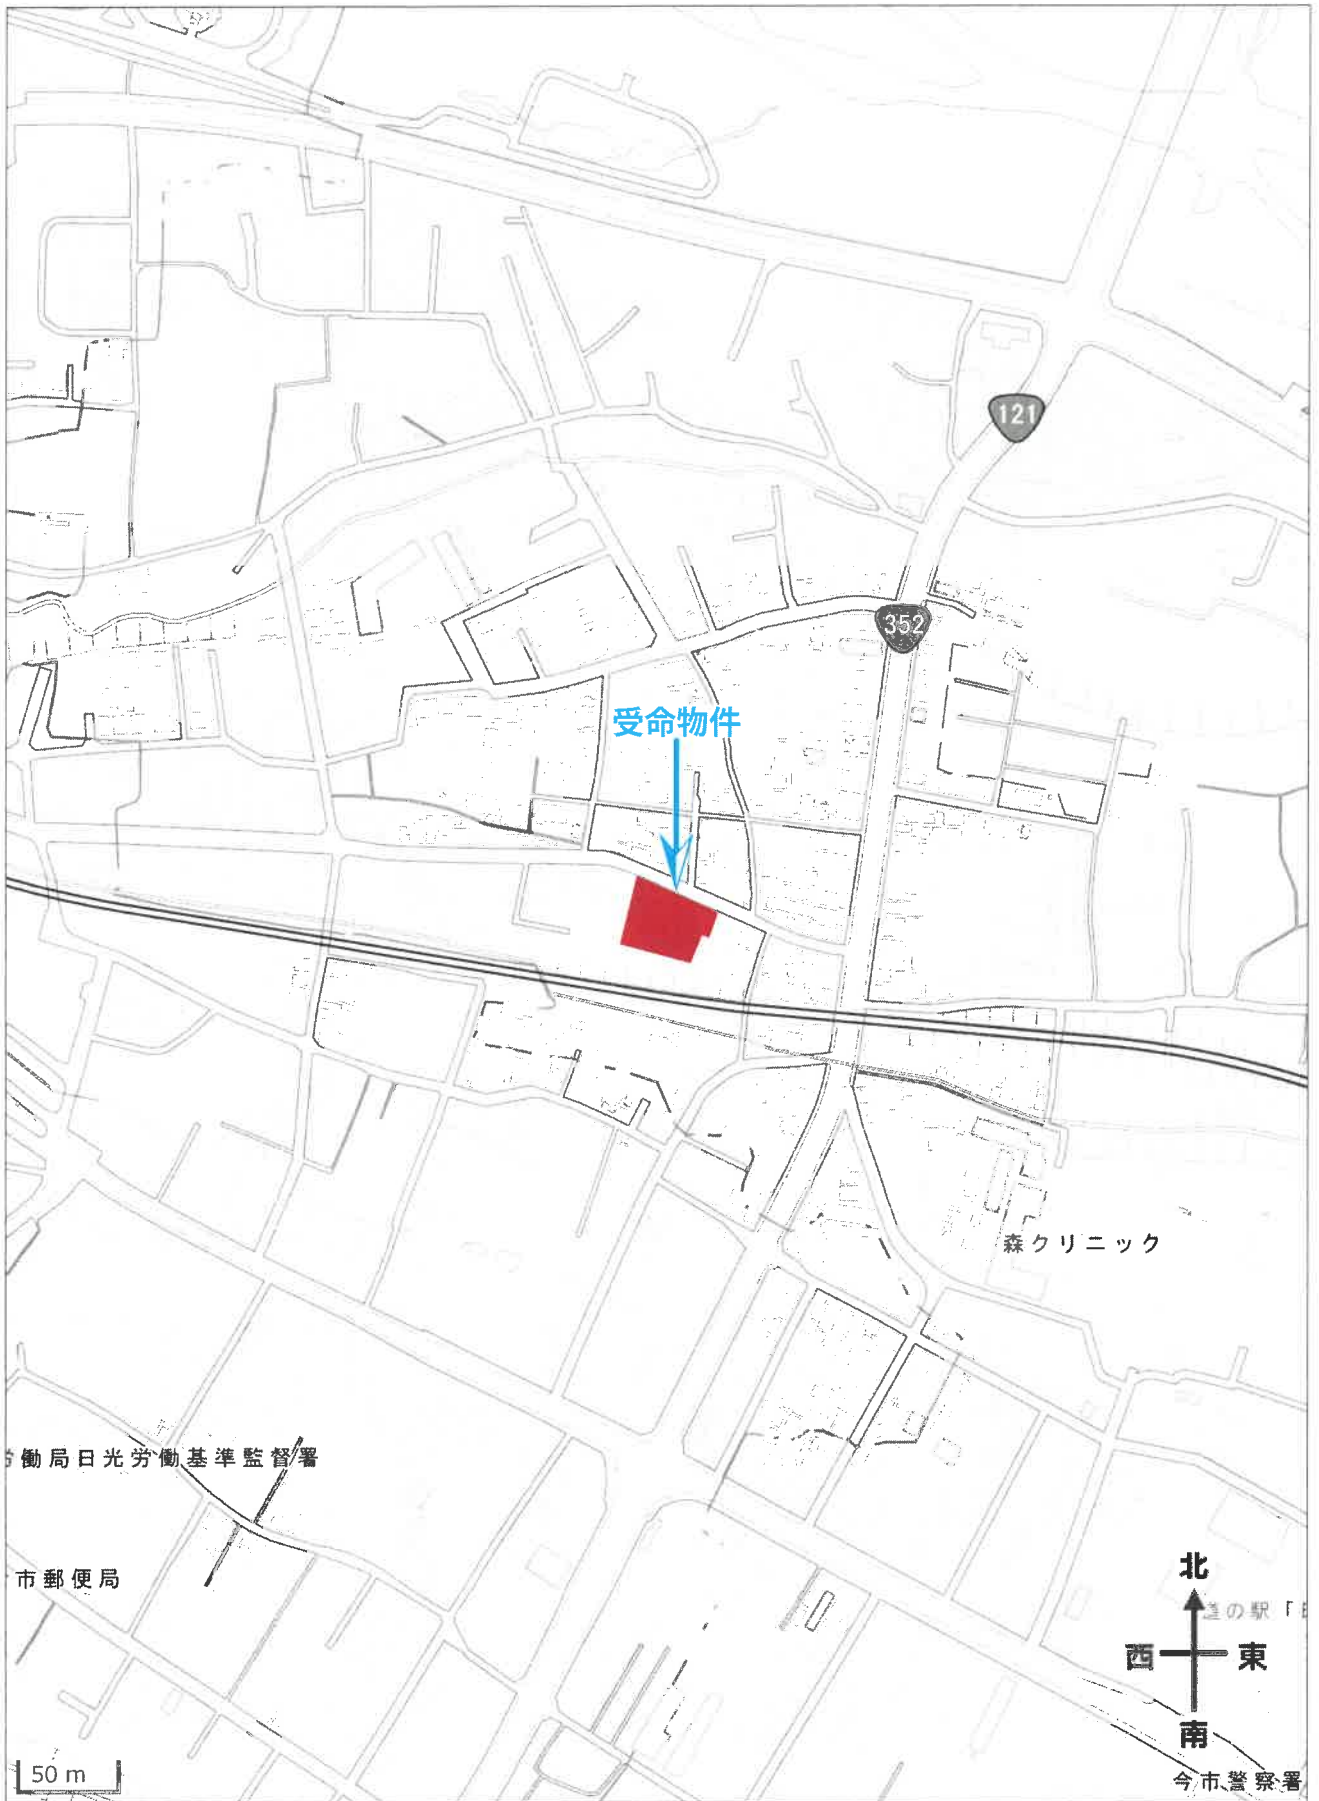 121
352
受命物件
森クリニック
働局日光労働基準監督署
市郵便局
北
道の駅「
西
東
南
50 m
今市警察署